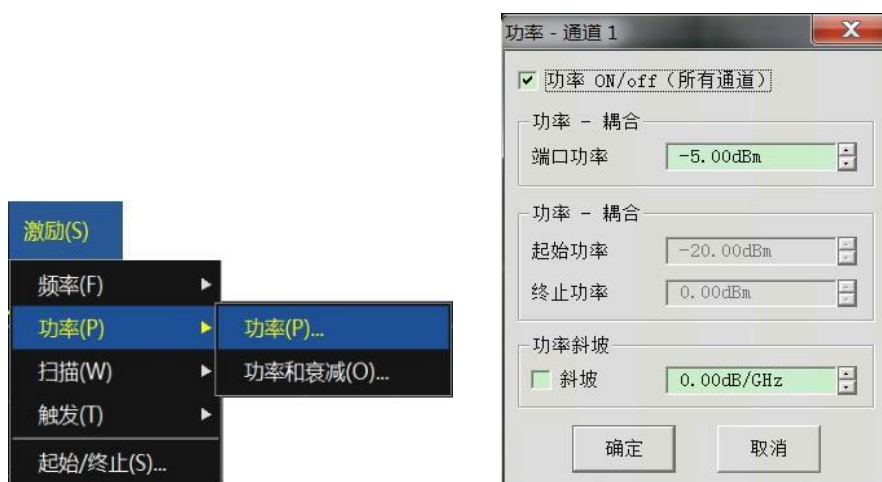 激励(S)
频率(F)
功率(P)
功率(P)...
扫描(W)
功率和衰减(O)...
触发(T)
起始/终止(S)...
功率 - 通道 1
功率 ON/off（所有通道）
功率 - 耦合
端口功率 -5.00dBm
功率 - 耦合
起始功率 -20.00dBm
终止功率 0.00dBm
功率斜坡
斜坡 0.00dB/GHz
确定 取消